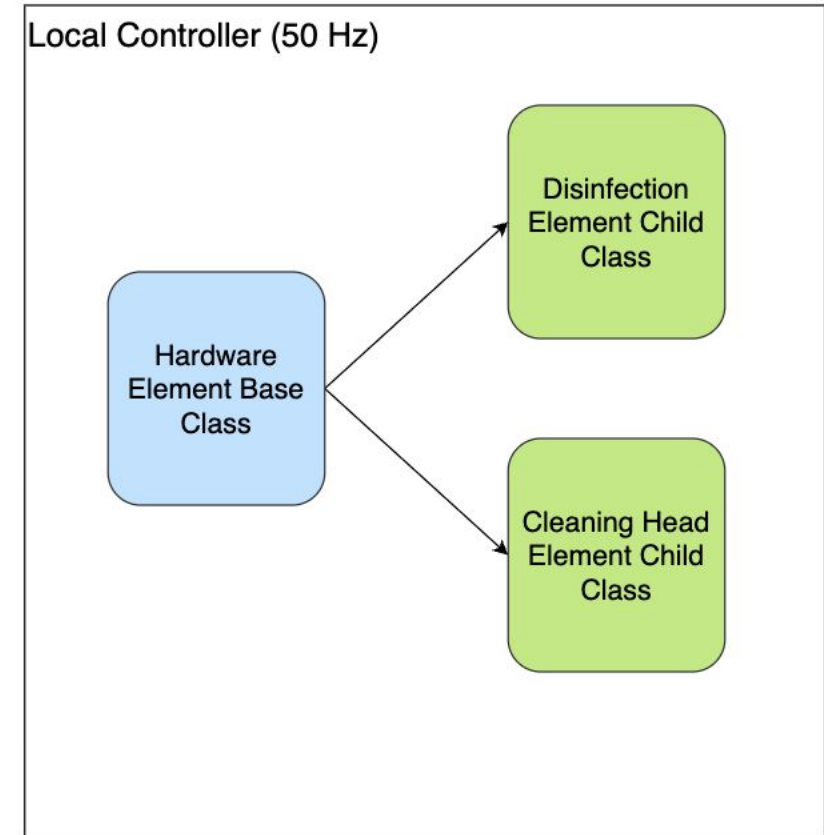 Local Controller (50 Hz)
Disinfection
Element Child
Class
Hardware
Element Base
Class
Cleaning Head
Element Child
Class